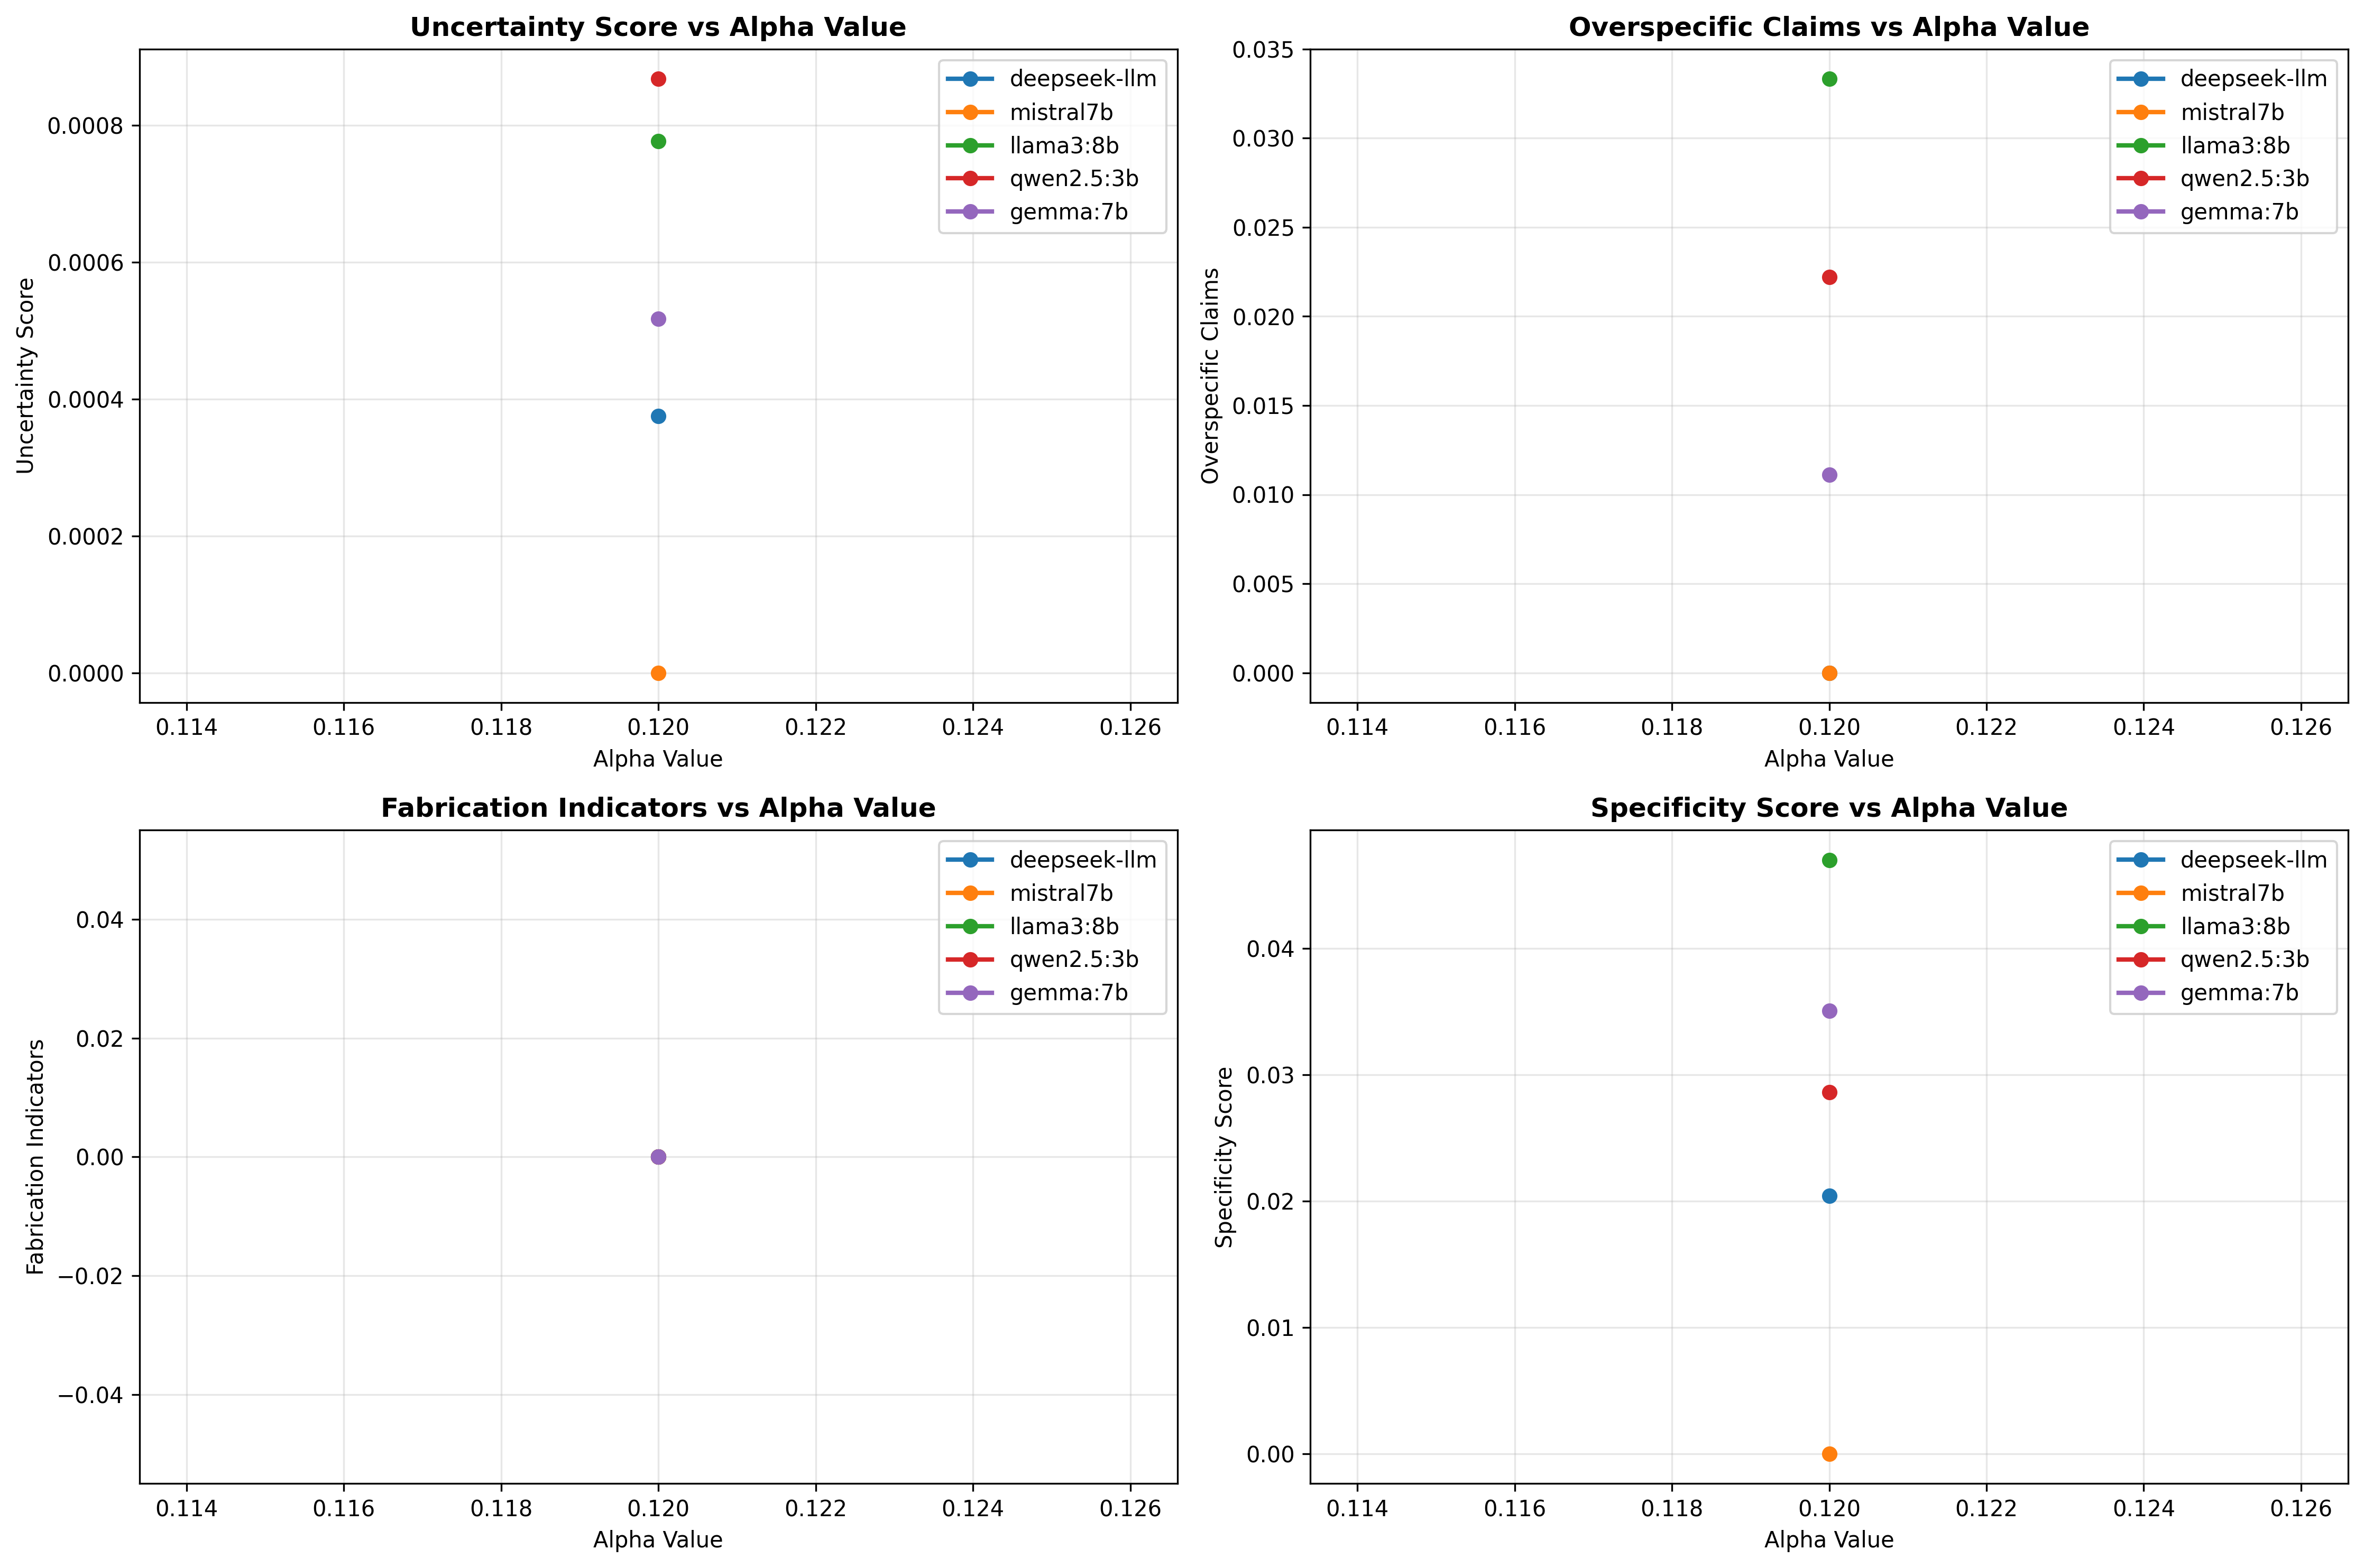 Uncertainty Score vs Alpha Value
Uncertainty Score
0.0008
0.0006
0.0004
0.0002
0.0000
deepseek-llm
mistral7b
llama3:8b
qwen2.5:3b
gemma:7b
0.114 0.116 0.118 0.120 0.122 0.124 0.126
Alpha Value
Overspecific Claims vs Alpha Value
Overspecific Claims
0.035
0.030
0.025
0.020
0.015
0.010
0.005
0.000
deepseek-llm
mistral7b
llama3:8b
qwen2.5:3b
gemma:7b
0.114 0.116 0.118 0.120 0.122 0.124 0.126
Alpha Value
Fabrication Indicators vs Alpha Value
Fabrication Indicators
0.04
0.02
0.00
−0.02
−0.04
deepseek-llm
mistral7b
llama3:8b
qwen2.5:3b
gemma:7b
0.114 0.116 0.118 0.120 0.122 0.124 0.126
Alpha Value
Specificity Score vs Alpha Value
Specificity Score
0.04
0.03
0.02
0.01
0.00
deepseek-llm
mistral7b
llama3:8b
qwen2.5:3b
gemma:7b
0.114 0.116 0.118 0.120 0.122 0.124 0.126
Alpha Value